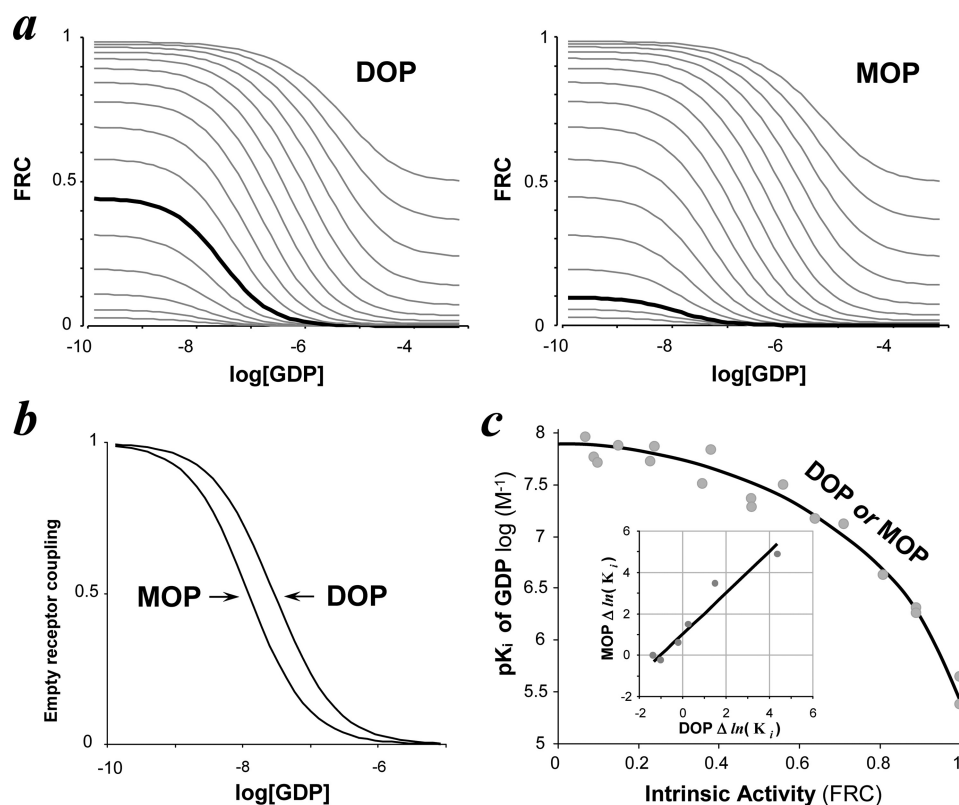 a
DOP
MOP
1
0.5
0
FRC
-10
-8
-6
-4
log[GDP]
1
0.5
0
FRC
-10
-8
-6
-4
log[GDP]
b
1
0.5
0
Empty receptor coupling
MOP
DOP
-10
-8
-6
log[GDP]
c
8
7.5
7
6.5
6
5.5
5
pKi of GDP log (M-1)
DOP or MOP
6
4
2
0
-2
MOP Δ ln( Ki )
-2
0
2
4
6
DOP Δ ln( Ki )
0
0.2
0.4
0.6
0.8
1
Intrinsic Activity (FRC)